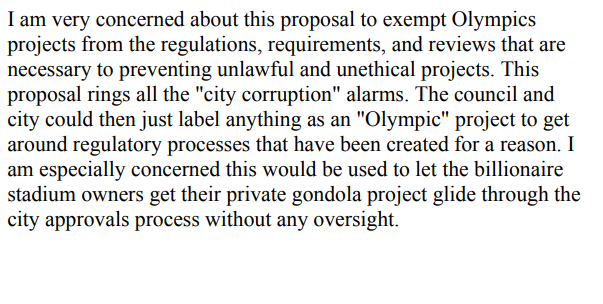 I am very concerned about this proposal to exempt Olympics
projects from the regulations, requirements, and reviews that are
necessary to preventing unlawful and unethical projects. This
proposal rings all the "city corruption" alarms. The council and
city could then just label anything as an "Olympic" project to get
around regulatory processes that have been created for a reason. I
am especially concerned this would be used to let the billionaire
stadium owners get their private gondola project glide through the
city approvals process without any oversight.